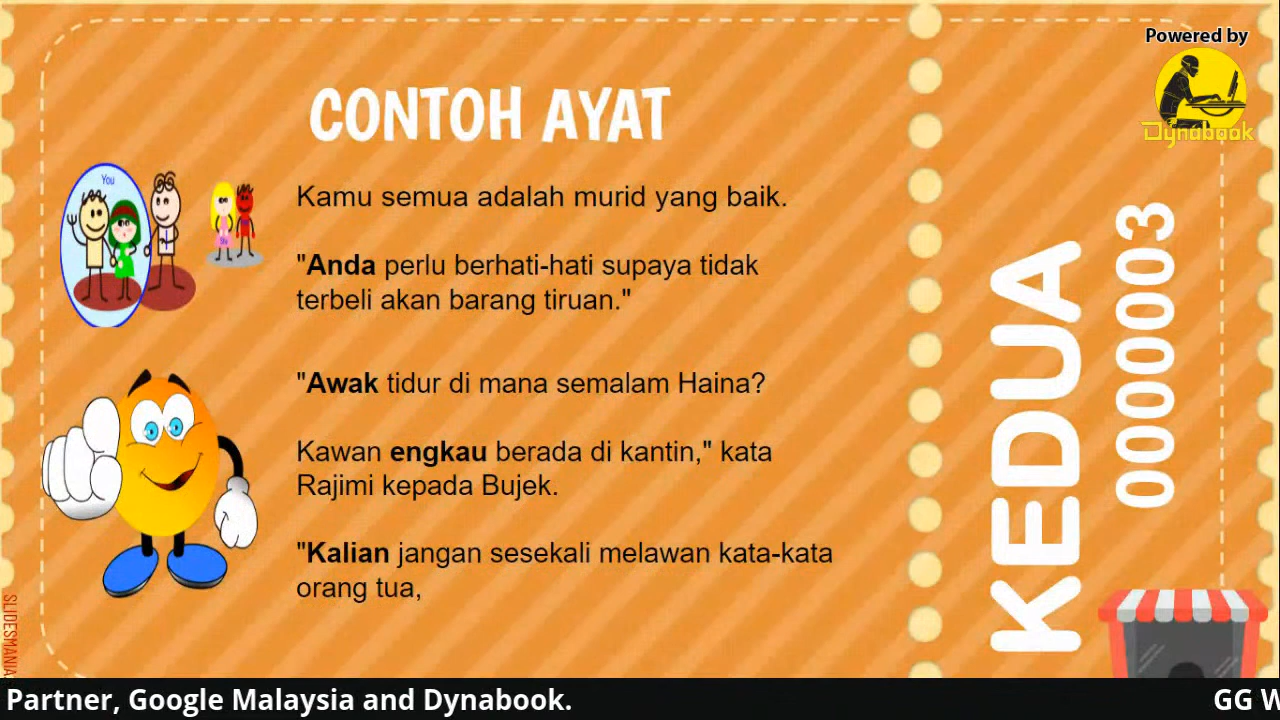 Powered by
Dynabook
CONTOH AYAT
You
Kamu semua adalah murid yang baik.
"Anda perlu berhati-hati supaya tidak
terbeli akan barang tiruan."
"Awak tidur di mana semalam Haina?
Kawan engkau berada di kantin," kata
Rajimi kepada Bujek.
"Kalian jangan sesekali melawan kata-kata
orang tua,
KEDUA
0000003
SLIDESMANIA
Partner, Google Malaysia and Dynabook.
GG W